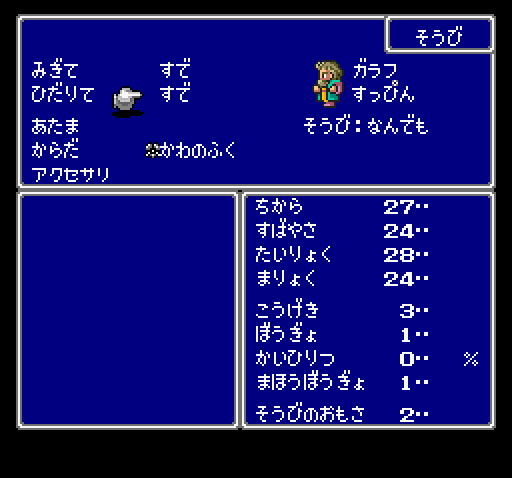 そうび
みぎて すで ガラフ
ひだりて すで すっぴん
あたま そうび:なんでも
からだ かわのふく
アクセサリ
ちから 27‥
すばやさ 24‥
たいりょく 28‥
まりょく 24‥
こうげき 3‥
ぼうぎょ 1‥
かいひりつ 0‥ %
まほうぼうぎょ 1‥
そうびのおもさ 2‥